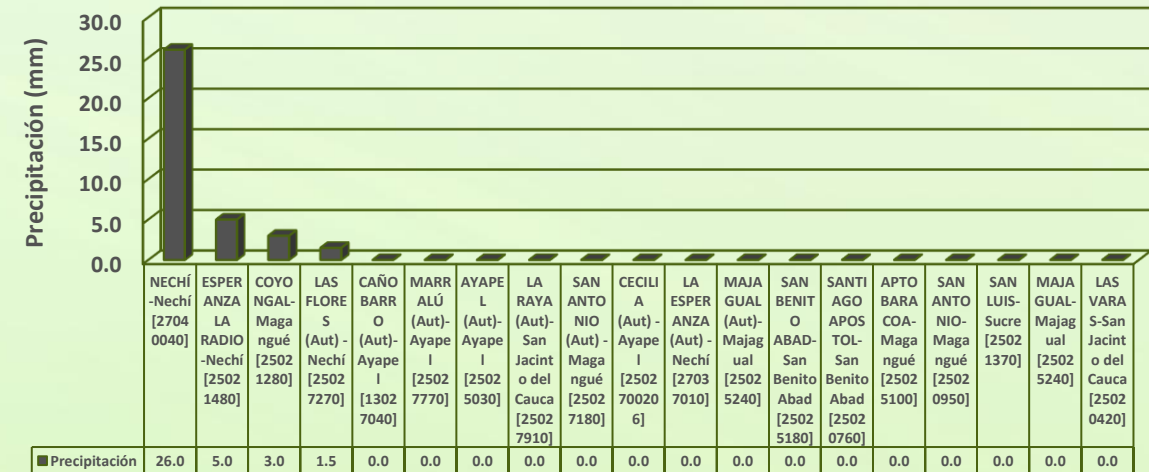 Precipitación (mm)
30.0
25.0
20.0
15.0
10.0
5.0
0.0
NECHÍ
-Nechí
[2704
0040]
ESPER
ANZA
LA
RADIO
-Nechí
[2502
1480]
COYO
NGAL-
Maga
ngué
[2502
1280]
LAS
FLORE
S
(Aut) -
Nechí
[2502
7270]
CAÑO
BARR
O
(Aut)-
Ayape
l
[1302
7040]
MARR
ALÚ
(Aut)-
Ayape
l
[2502
7770]
AYAPE
L
(Aut)-
Ayape
l
[2502
5030]
LA
RAYA
(Aut)-
San
Jacint
o del
Cauca
[2502
7910]
SAN
ANTO
NIO
(Aut) -
Maga
ngué
[2502
7180]
CECILI
A
(Aut) -
Ayape
l
[2502
70020
6]
LA
ESPER
ANZA
(Aut) -
Nechí
[2703
7010]
MAJA
GUAL
(Aut)-
Majag
ual
[2502
5240]
SAN
BENIT
O
ABAD-
San
Benito
Abad
[2502
5180]
SANTI
AGO
APOS
TOL-
San
Benito
Abad
[2502
0760]
APTO
BARA
COA-
Maga
ngué
[2502
5100]
SAN
ANTO
NIO-
Maga
ngué
[2502
0950]
SAN
LUIS-
Sucre
[2502
1370]
MAJA
GUAL-
Majag
ual
[2502
5240]
LAS
VARA
S-San
Jacint
o del
Cauca
[2502
0420]
Precipitación 26.0 5.0 3.0 1.5 0.0 0.0 0.0 0.0 0.0 0.0 0.0 0.0 0.0 0.0 0.0 0.0 0.0 0.0 0.0